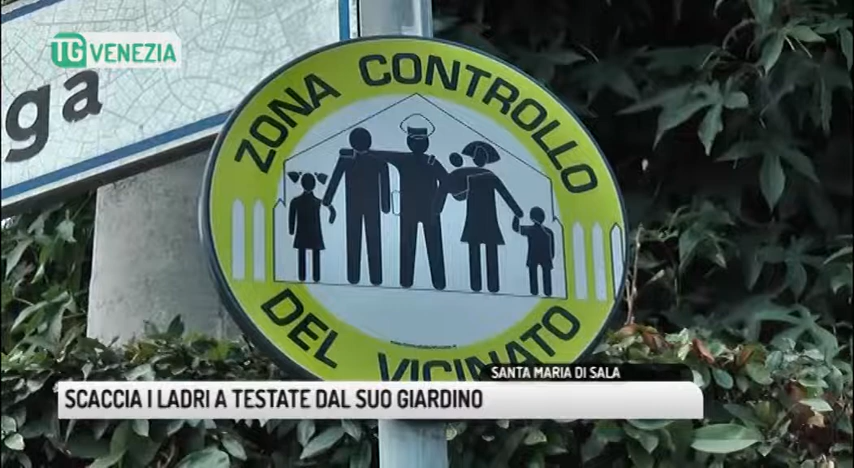 TG VENEZIA
ga
ZONA CONTROLLO
DEL VICINATO
SANTA MARIA DI SALA
SCACCIA I LADRI A TESTATE DAL SUO GIARDINO